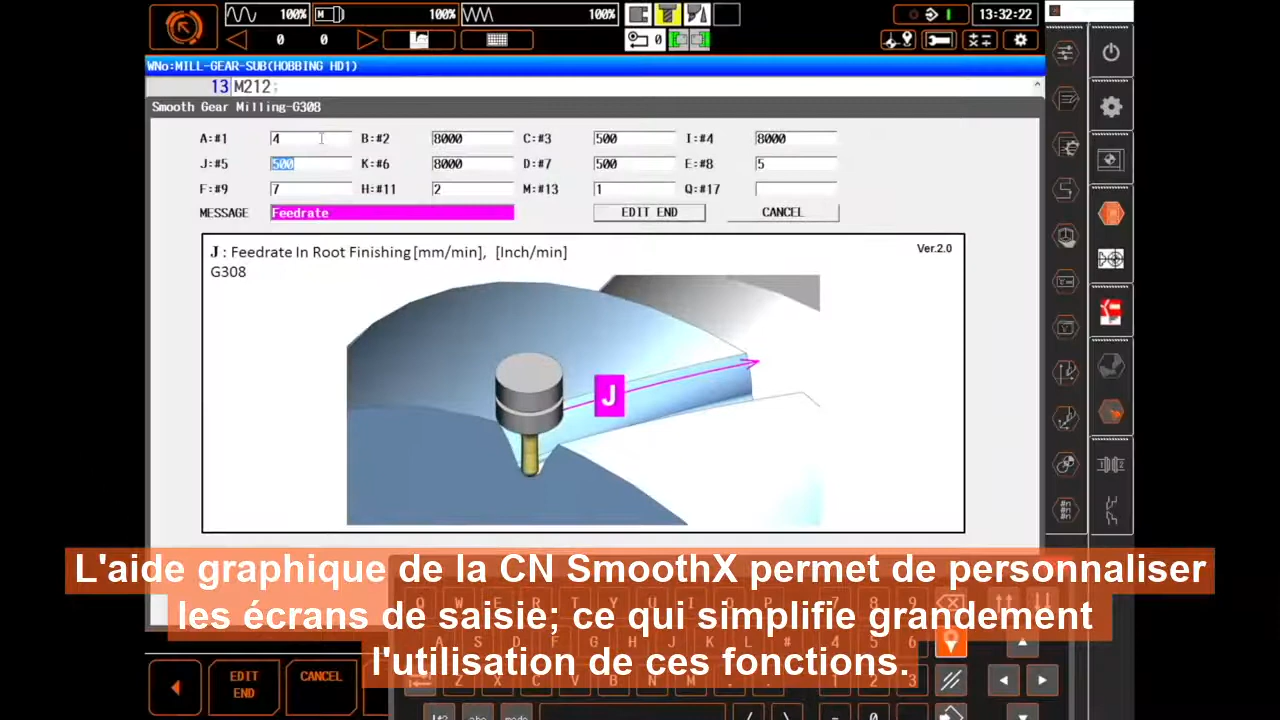 100% M 100% 100% 13:32:22
0 0 0
WNo:MILL-GEAR-SUB(HOBBING HD1)
13 M212;
Smooth Gear Milling-G308
A:#1 4 B:#2 8000 C:#3 500 I:#4 8000
J:#5 500 K:#6 8000 D:#7 500 E:#8 5
F:#9 7 H:#11 2 M:#13 1 Q:#17
MESSAGE Feedrate EDIT END CANCEL
J : Feedrate In Root Finishing [mm/min], [Inch/min] Ver.2.0
G308
J
L'aide graphique de la CN SmoothX permet de personnaliser
les écrans de saisie; ce qui simplifie grandement
l'utilisation de ces fonctions.
EDIT END CANCEL